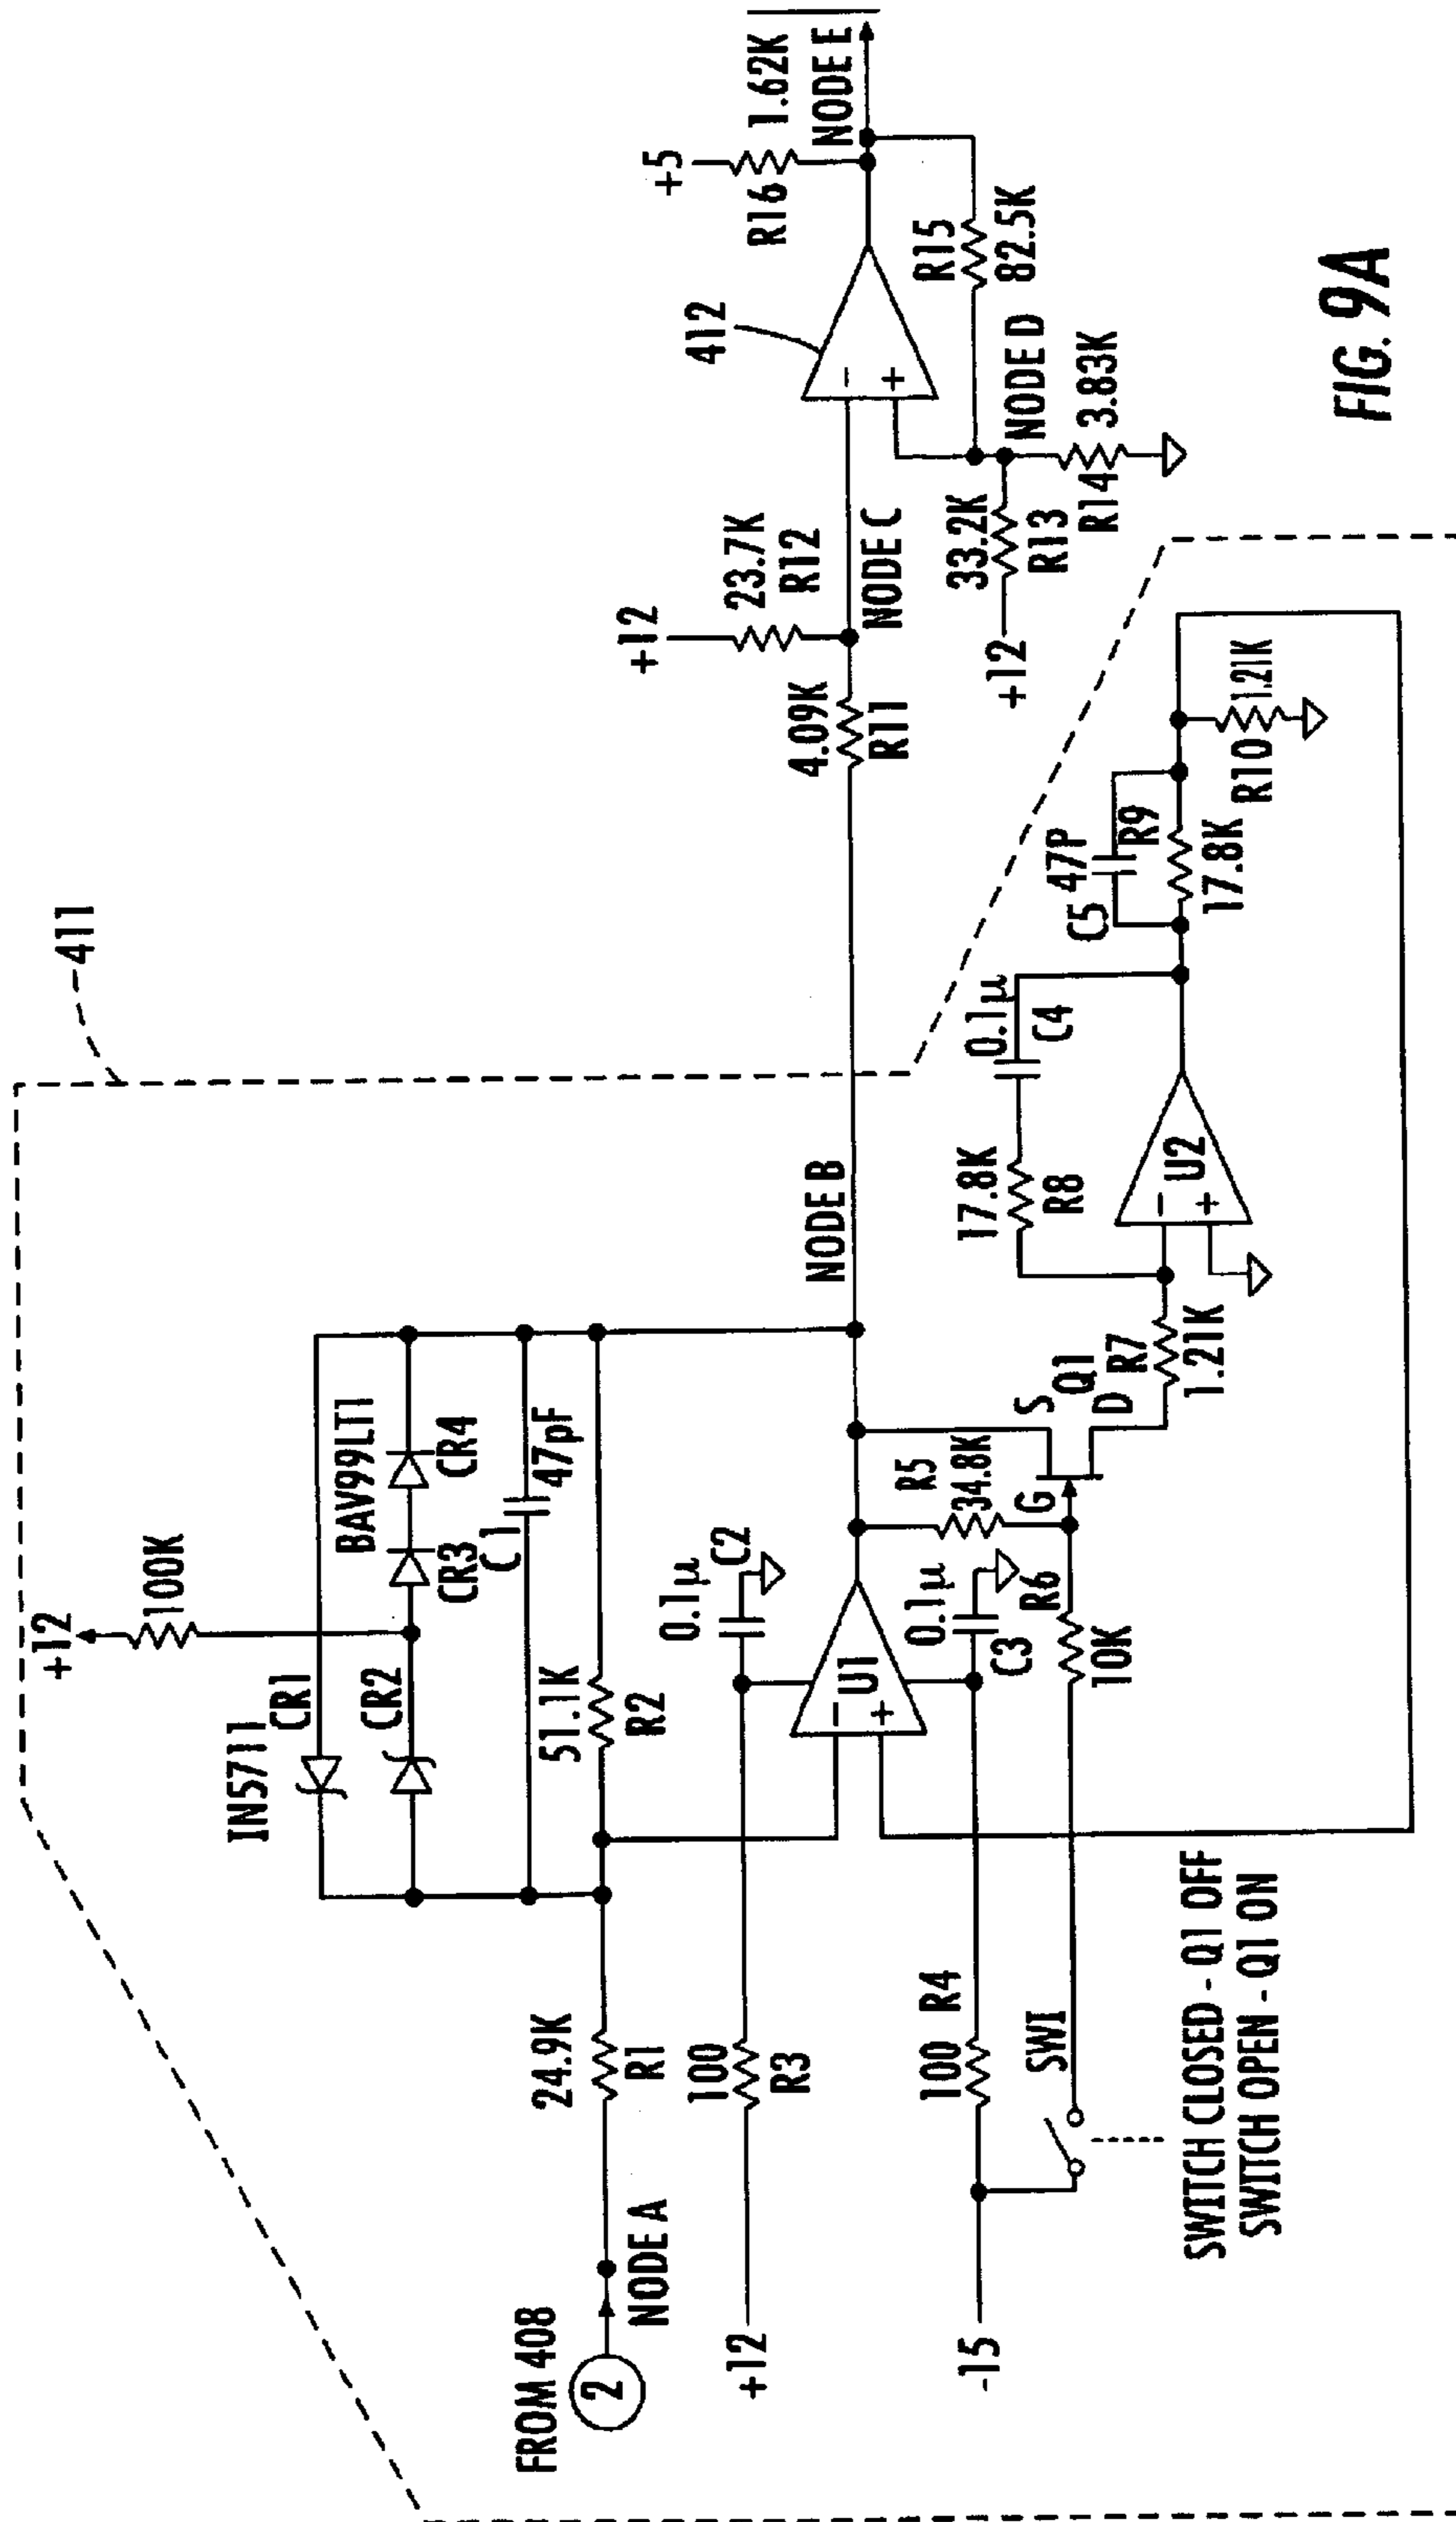 411
+12
100K
IN5711
CR1
CR2
BAV99LT1
CR3
CR4
C1
47pF
51.1K
R2
FROM 408
2
NODE A
24.9K
R1
NODE B
4.09K
R11
+12
23.7K
R12
NODE C
412
−
+
+5
R16
1.62K
NODE E
R15
82.5K
NODE D
33.2K
R13
+12
R14
3.83K
+12
100
R3
0.1μ
C2
−
+
U1
0.1μ
C3
-15
100
R4
SWI
R6
10K
R5
34.8K
G
S
Q1
D
R7
1.21K
17.8K
R8
0.1μ
C4
−
+
U2
C5
47P
R9
17.8K
R10
1.21K
SWITCH CLOSED - Q1 OFF
SWITCH OPEN - Q1 ON
FIG. 9A